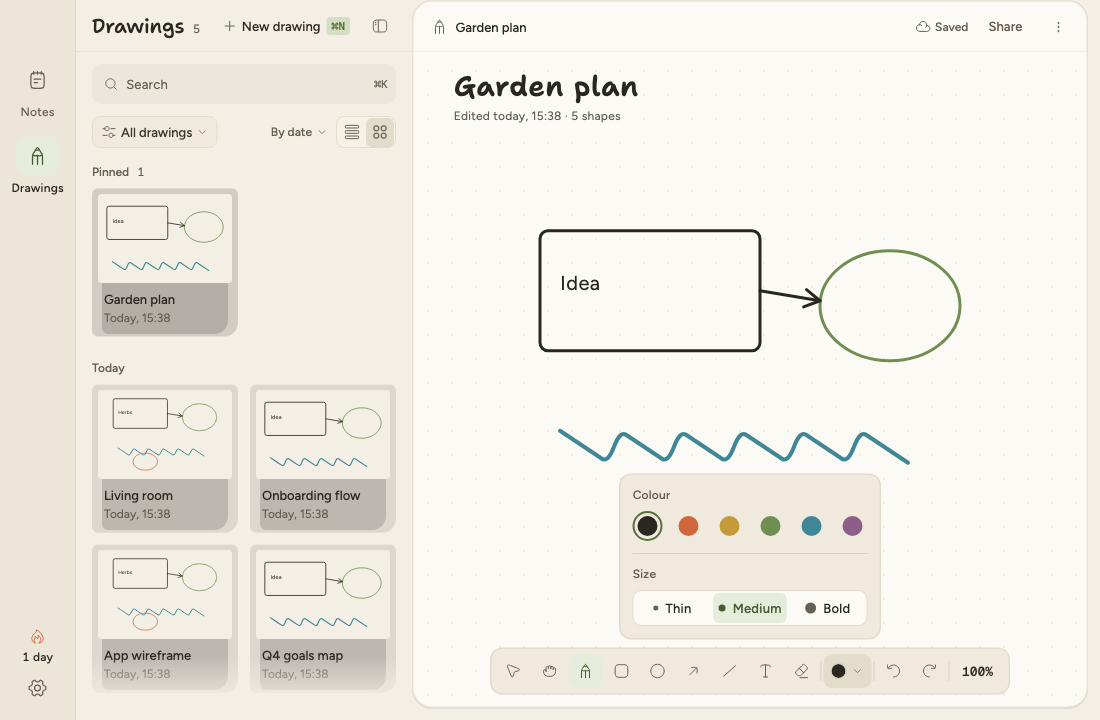 Notes
Drawings
1 day
Drawings 5
New drawing ⌘N
Search ⌘K
All drawings
By date
Pinned 1
Idea
Garden plan
Today, 15:38
Today
Herbs
Living room
Today, 15:38
Idea
Onboarding flow
Today, 15:38
Herbs
App wireframe
Today, 15:38
Idea
Q4 goals map
Today, 15:38
Garden plan
Saved
Share
Garden plan
Edited today, 15:38 · 5 shapes
Idea
Colour
Size
Thin
Medium
Bold
100%